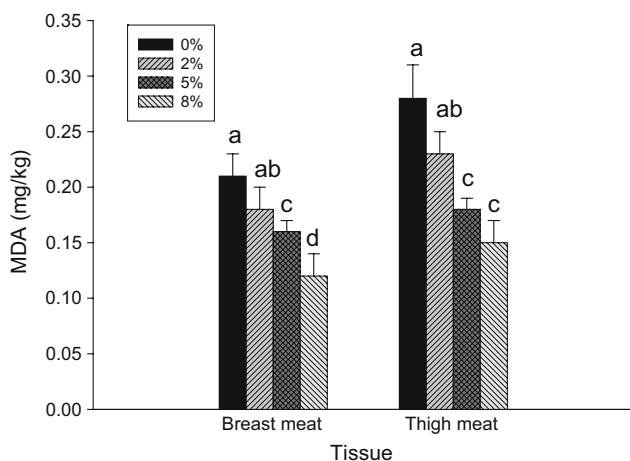 0.35
0.30
0.25
0.20
0.15
0.10
0.05
0.00
MDA (mg/kg)
0%
2%
5%
8%
a
ab
c
d
a
ab
c
c
Breast meat
Thigh meat
Tissue